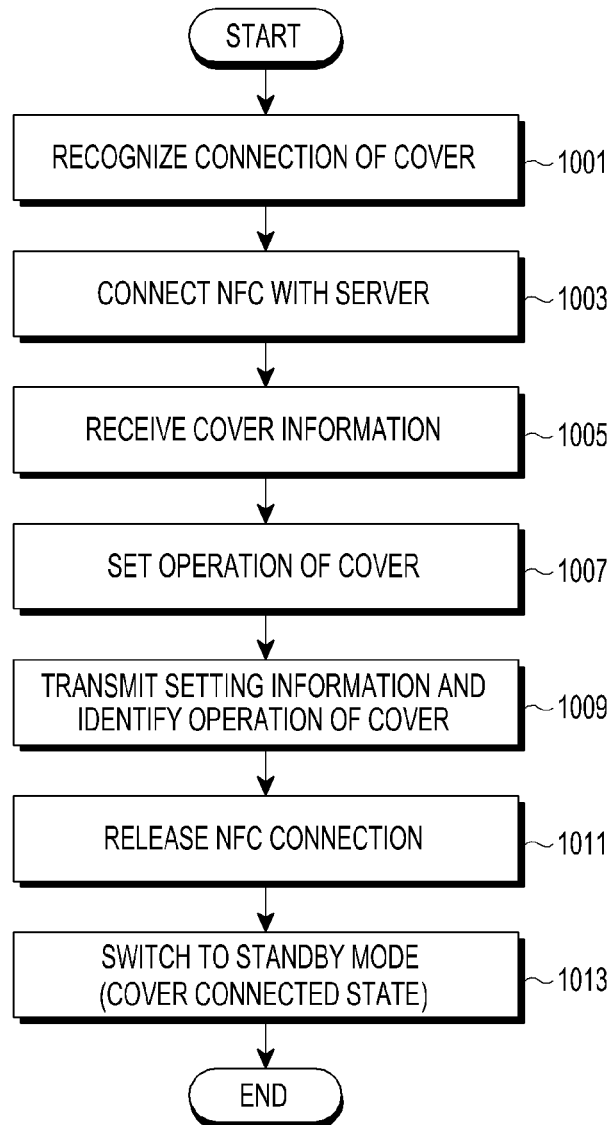 START
RECOGNIZE CONNECTION OF COVER
1001
CONNECT NFC WITH SERVER
1003
RECEIVE COVER INFORMATION
1005
SET OPERATION OF COVER
1007
TRANSMIT SETTING INFORMATION AND
IDENTIFY OPERATION OF COVER
1009
RELEASE NFC CONNECTION
1011
SWITCH TO STANDBY MODE
(COVER CONNECTED STATE)
1013
END